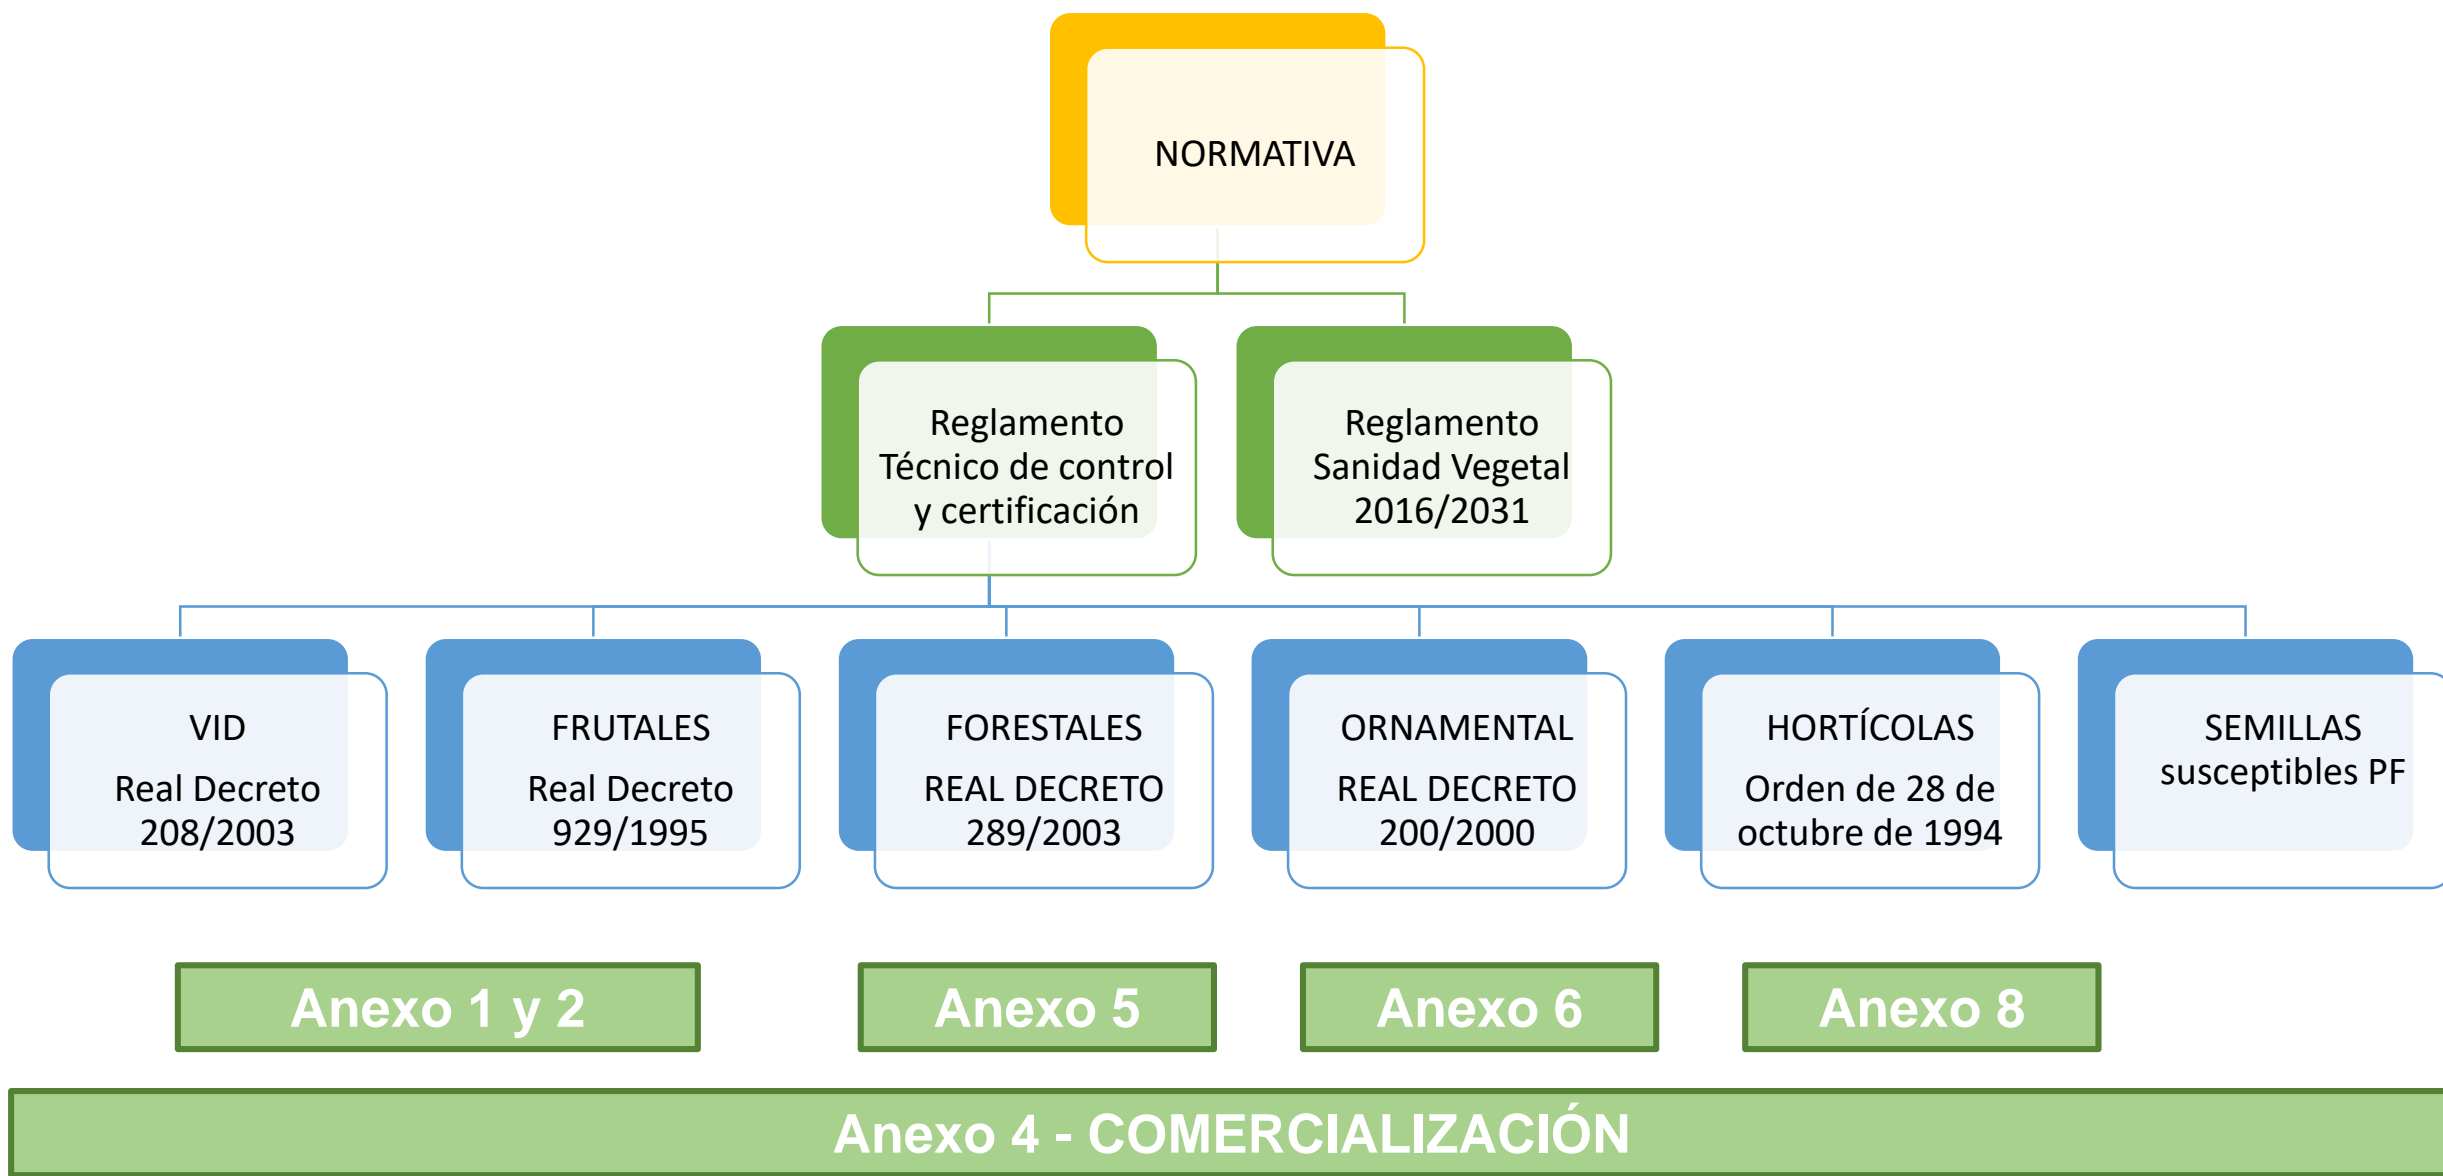 NORMATIVA
Reglamento
Técnico de control
y certificación
Reglamento
Sanidad Vegetal
2016/2031
VID
Real Decreto
208/2003
FRUTALES
Real Decreto
929/1995
FORESTALES
REAL DECRETO
289/2003
ORNAMENTAL
REAL DECRETO
200/2000
HORTÍCOLAS
Orden de 28 de
octubre de 1994
SEMILLAS
susceptibles PF
Anexo 1 y 2
Anexo 5
Anexo 6
Anexo 8
Anexo 4 - COMERCIALIZACIÓN